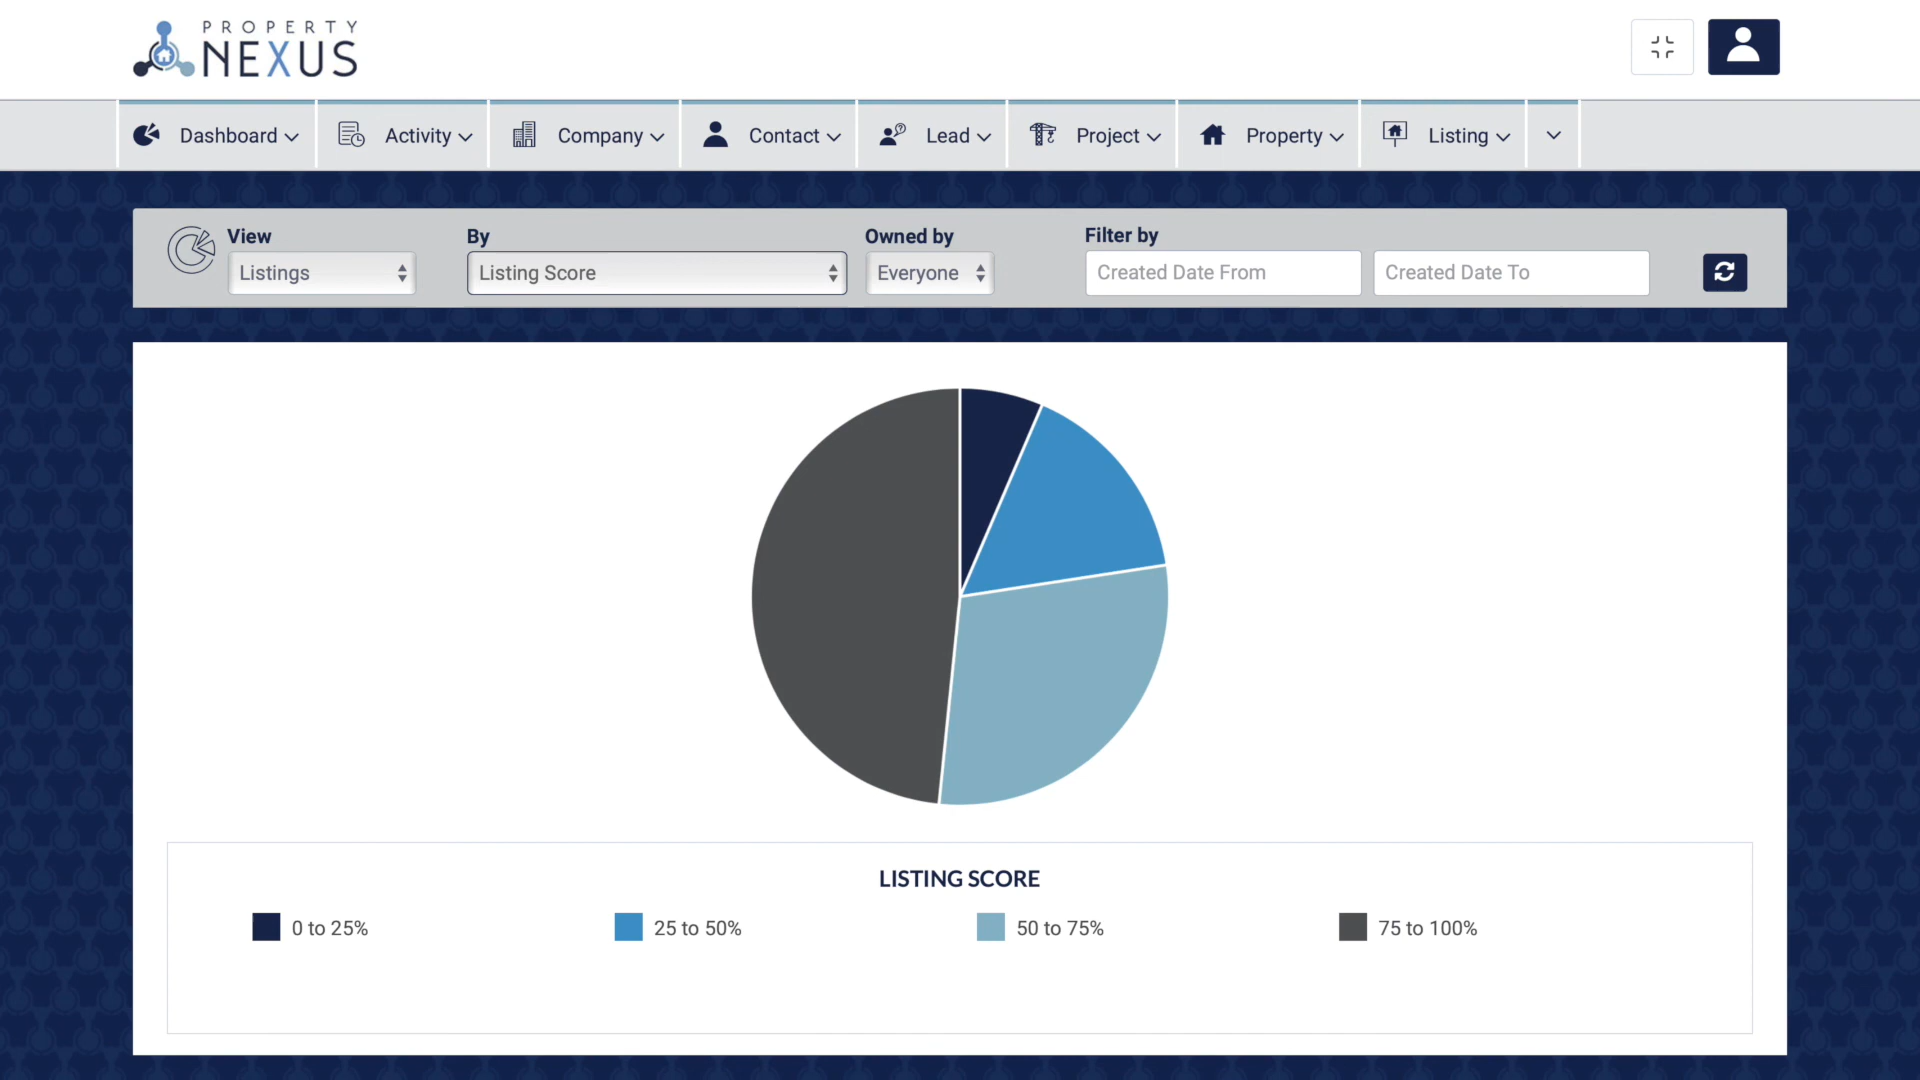 PROPERTY
NEXUS
Dashboard
Activity
Company
Contact
Lead
Project
Property
Listing
View
By
Owned by
Filter by
Listings
Listing Score
Everyone
Created Date From
Created Date To
LISTING SCORE
0 to 25%
25 to 50%
50 to 75%
75 to 100%